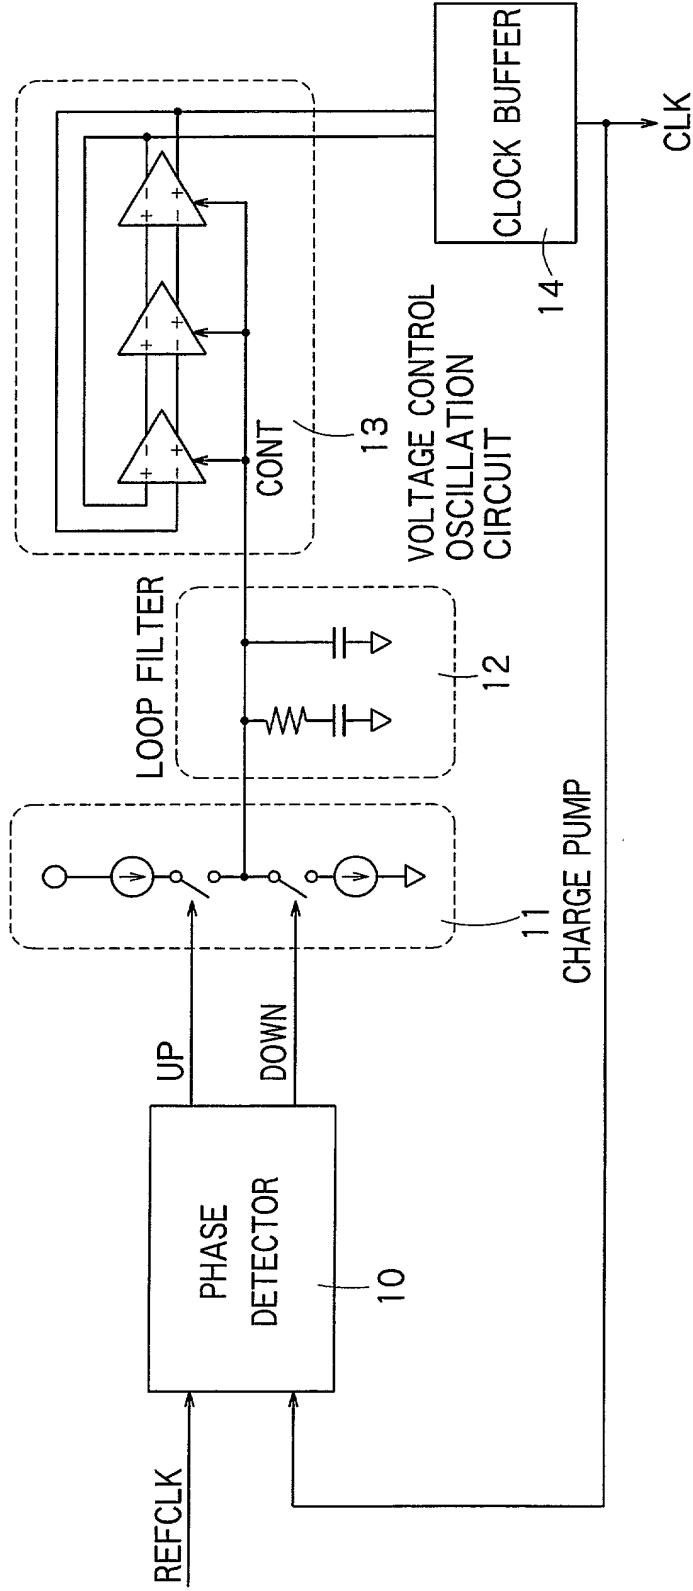 REFCLK
PHASE
DETECTOR
10
UP
DOWN
11
CHARGE PUMP
LOOP FILTER
12
CONT
13
VOLTAGE CONTROL
OSCILLATION
CIRCUIT
+ -
- +
+ -
- +
+ -
- +
CLOCK BUFFER
14
CLK